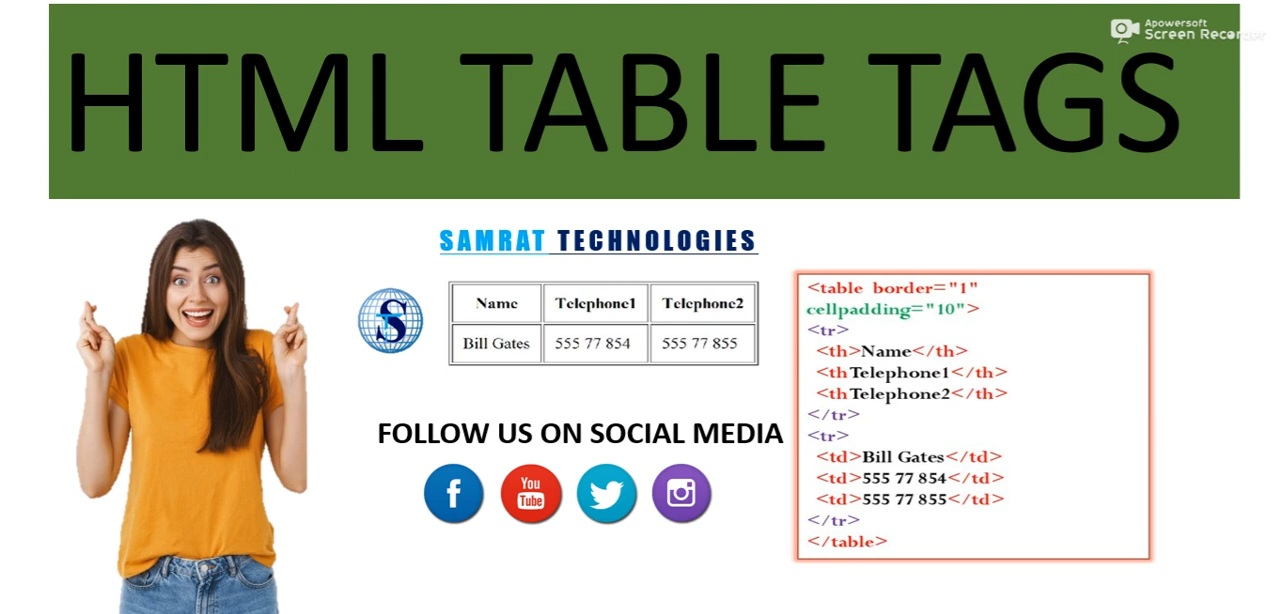 Apowersoft
Screen Recorder
HTML TABLE TAGS
SAMRAT TECHNOLOGIES
S
Name Telephone1 Telephone2
Bill Gates 555 77 854 555 77 855
FOLLOW US ON SOCIAL MEDIA
f
You
Tube
<table border="1"
cellpadding="10">
<tr>
<th>Name</th>
<thTelephone1</th>
<thTelephone2</th>
</tr>
<tr>
<td>Bill Gates</td>
<td>555 77 854</td>
<td>555 77 855</td>
</tr>
</table>